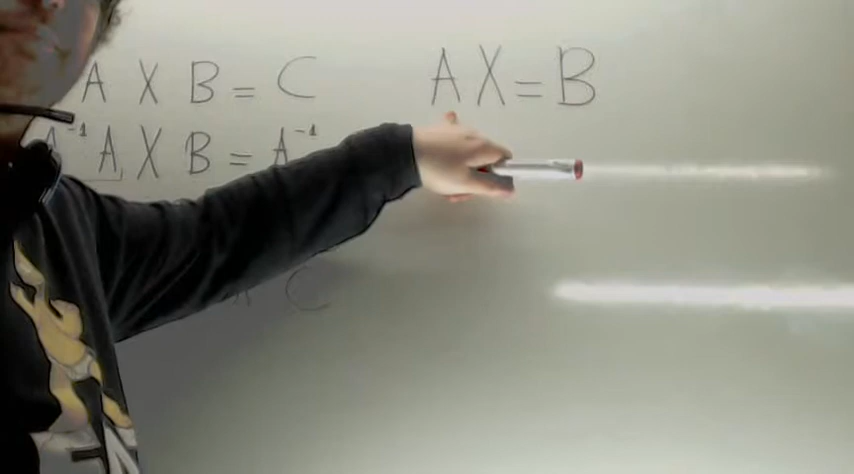 A X B = C
A⁻¹ A X B = A⁻¹
C
A X = B